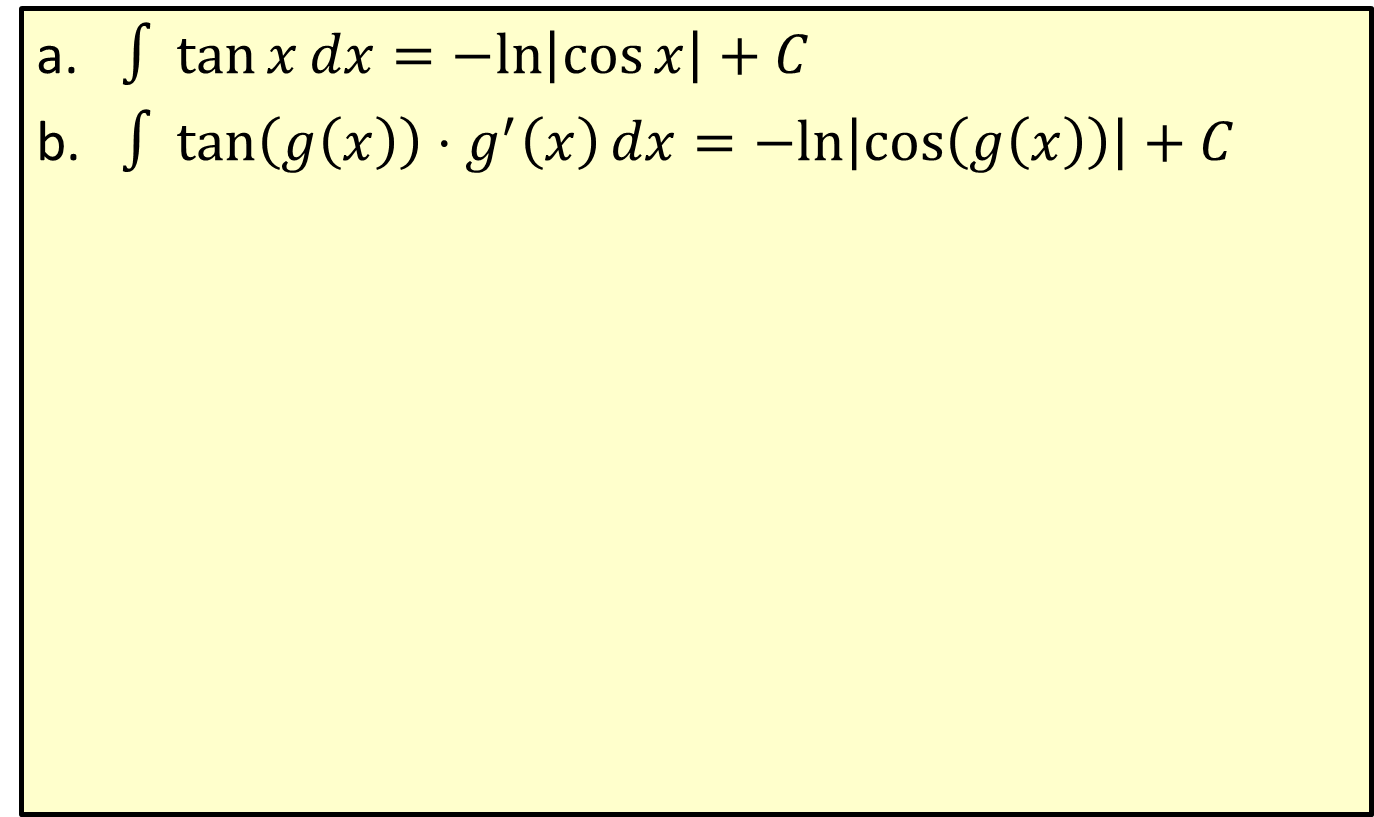 a. ∫ tan x dx = −ln|cos x| + C
b. ∫ tan(g(x)) · g′(x) dx = −ln|cos(g(x))| + C